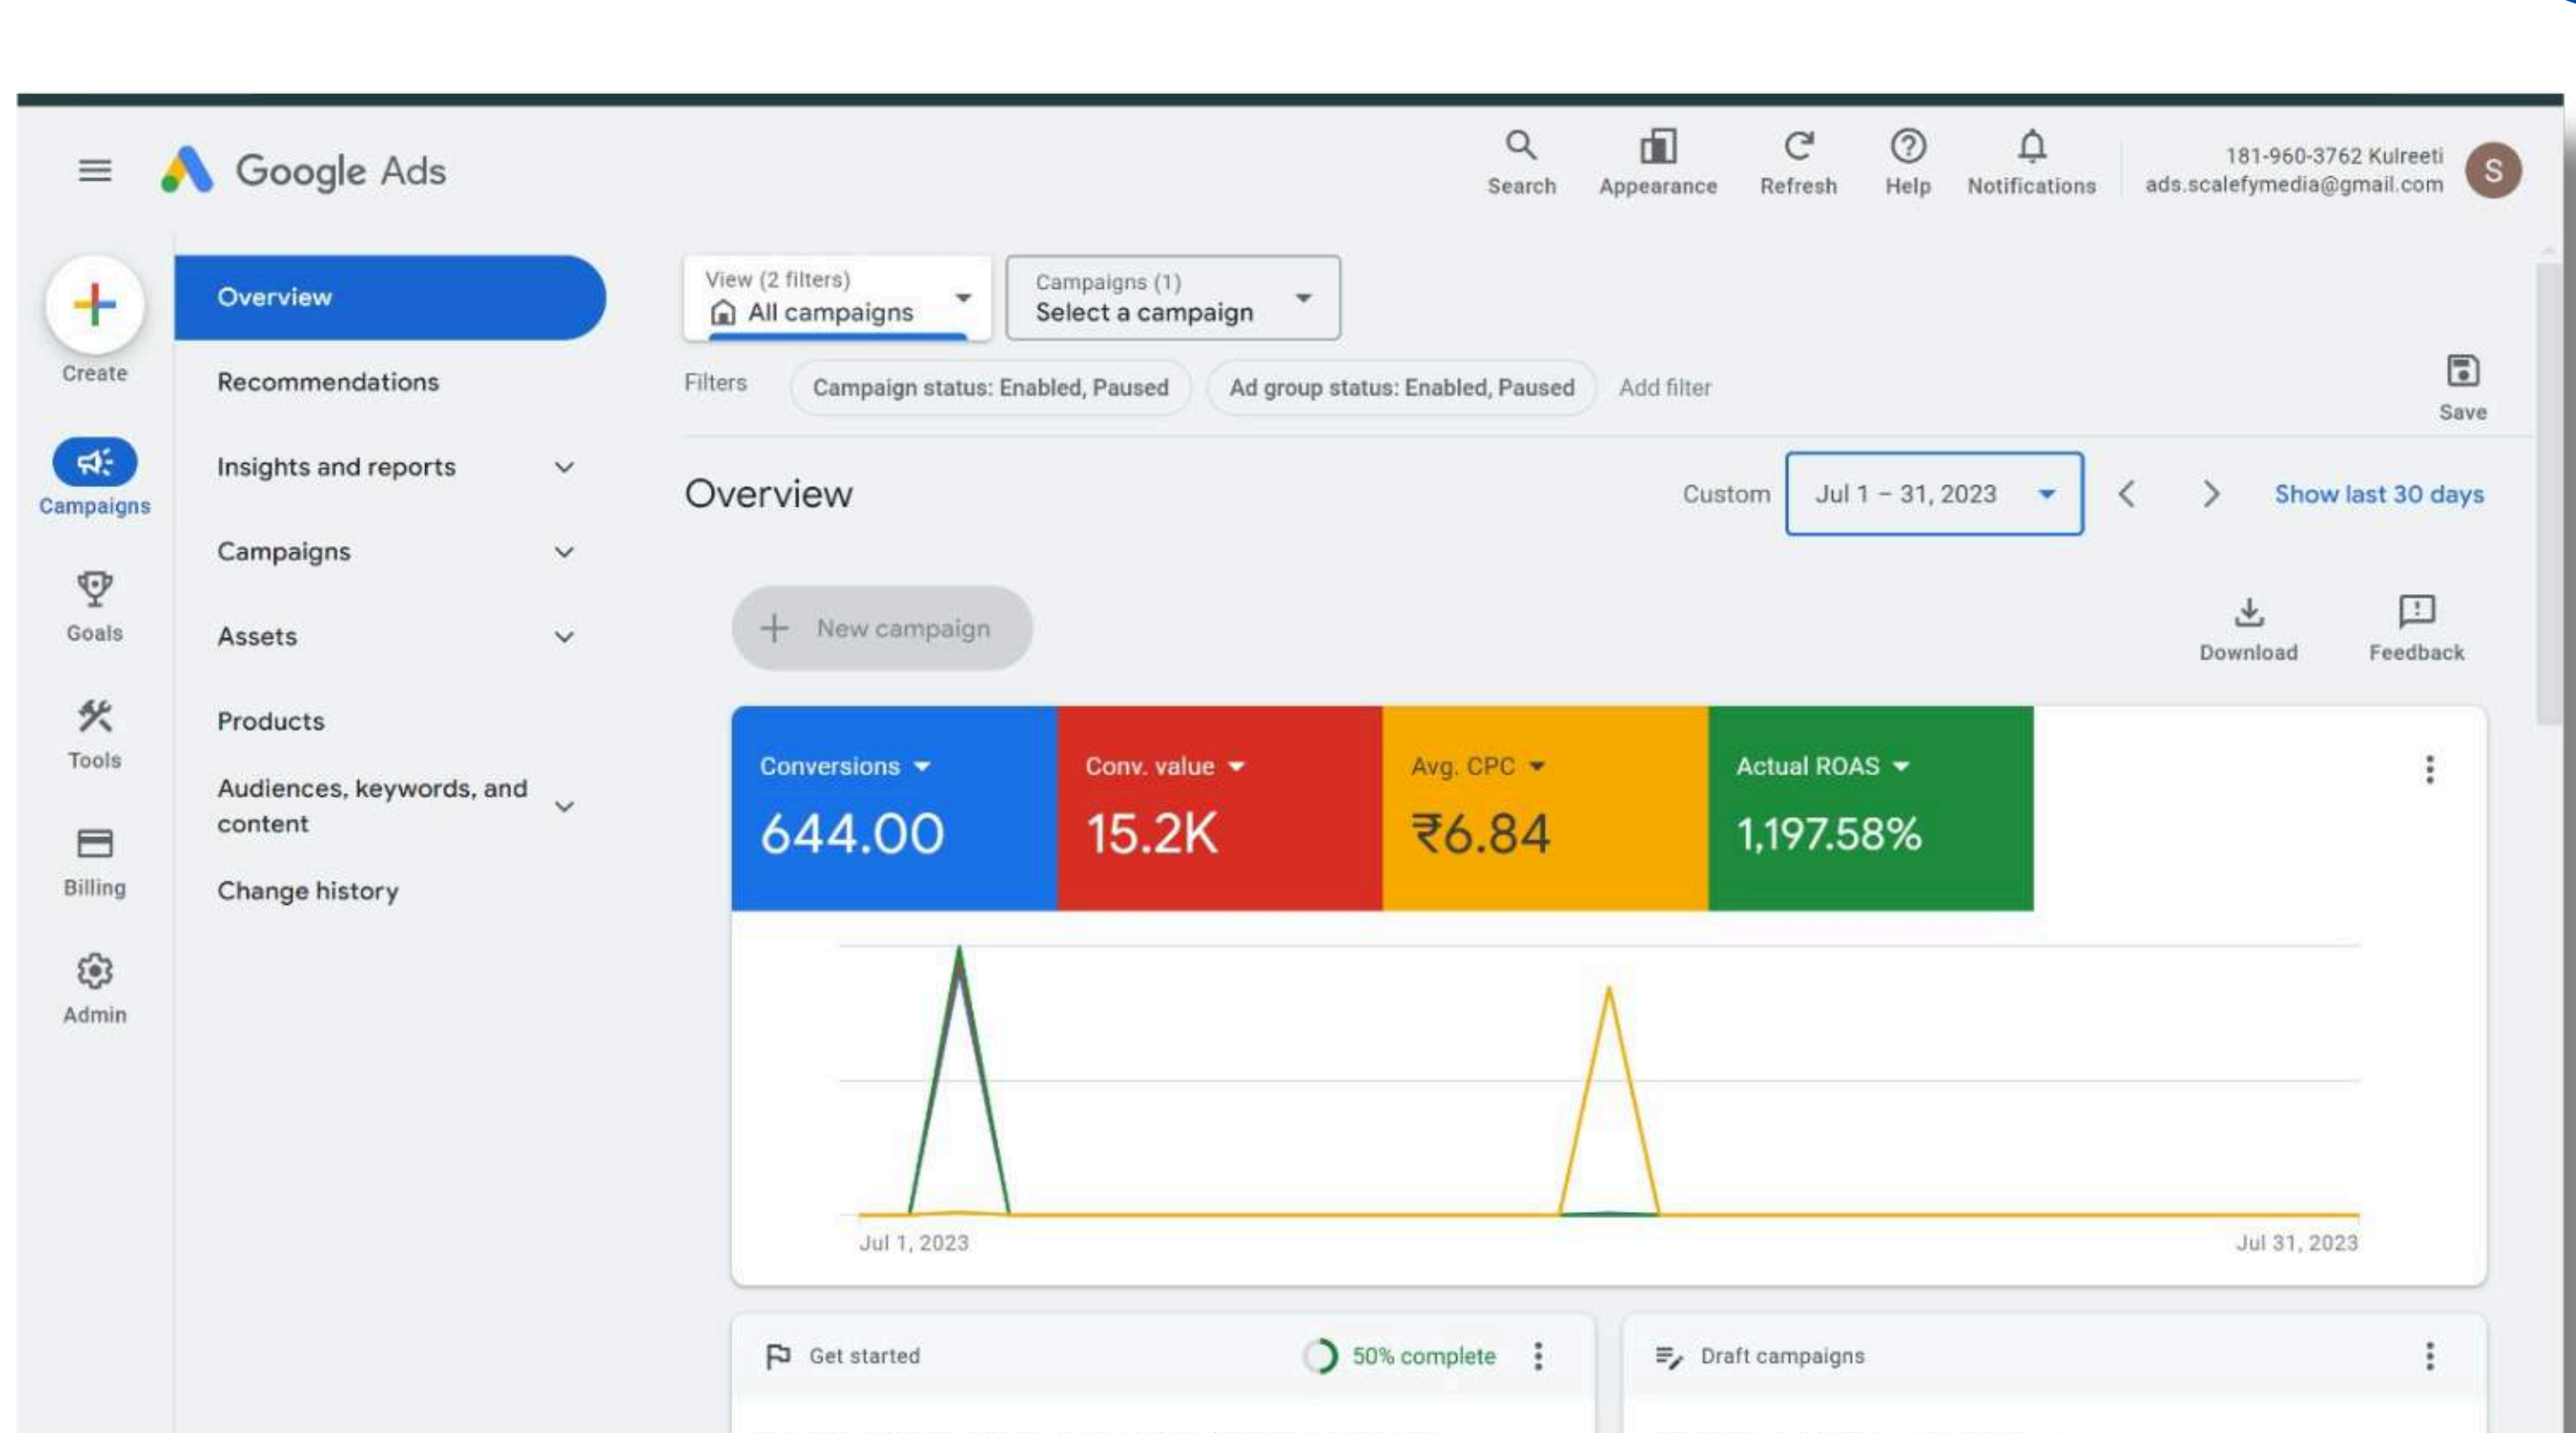 Google Ads
Search
Appearance
Refresh
Help
Notifications
181-960-3762 Kulreeti
ads.scalefymedia@gmail.com
S
Create
Campaigns
Goals
Tools
Billing
Admin
Overview
Recommendations
Insights and reports
Campaigns
Assets
Products
Audiences, keywords, and
content
Change history
View (2 filters)
All campaigns
Campaigns (1)
Select a campaign
Filters
Campaign status: Enabled, Paused
Ad group status: Enabled, Paused
Add filter
Save
Overview
Custom
Jul 1 – 31, 2023
Show last 30 days
New campaign
Download
Feedback
Conversions
644.00
Conv. value
15.2K
Avg. CPC
₹6.84
Actual ROAS
1,197.58%
Jul 1, 2023
Jul 31, 2023
Get started
50% complete
Draft campaigns